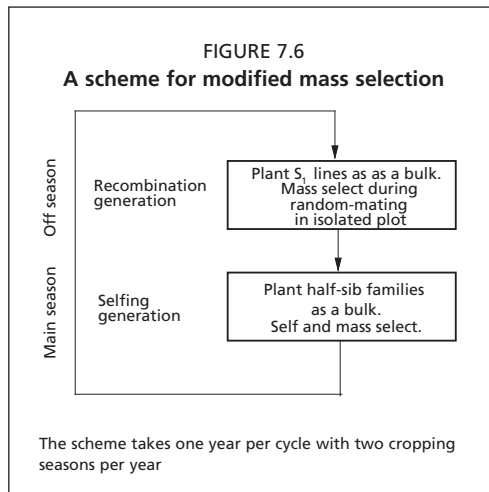 FIGURE 7.6
A scheme for modified mass selection
Off season
Recombination
generation
Plant S₁ lines as as a bulk.
Mass select during
random-mating
in isolated plot
Main season
Selfing
generation
Plant half-sib families
as a bulk.
Self and mass select.
The scheme takes one year per cycle with two cropping
seasons per year